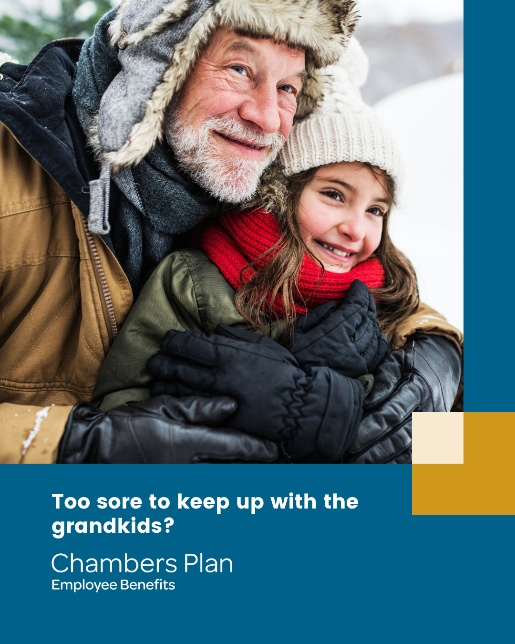 Too sore to keep up with the
grandkids?
Chambers Plan
Employee Benefits